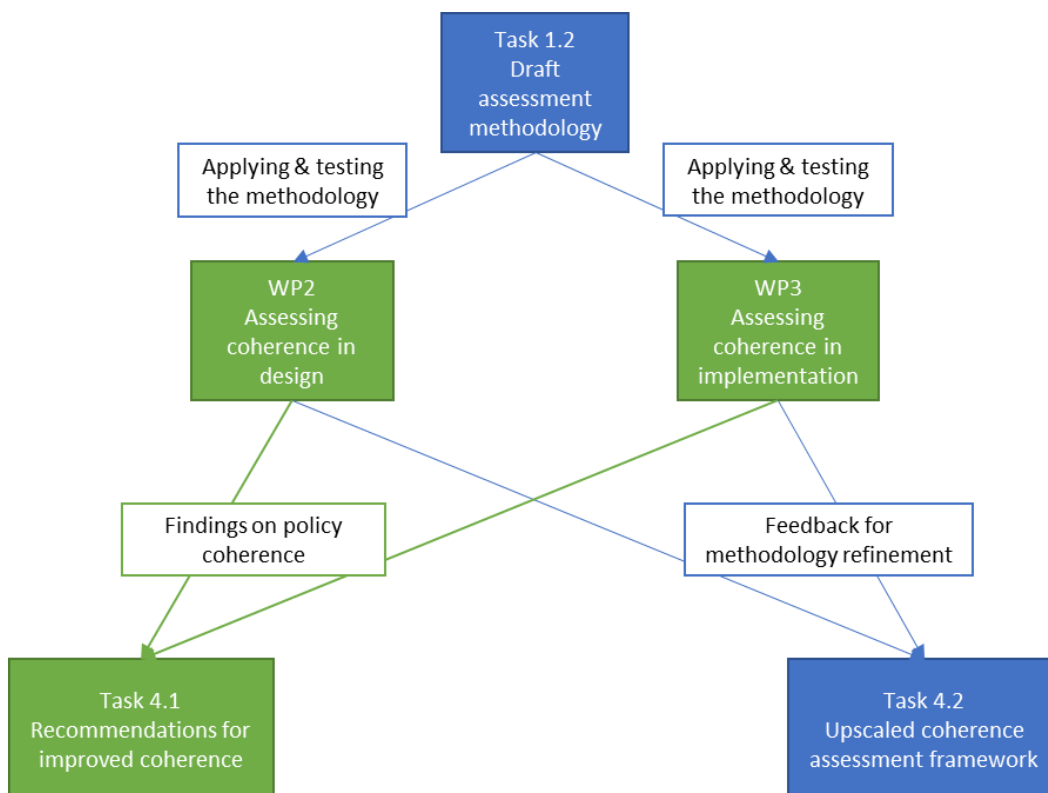 Task 1.2
Draft
assessment
methodology
Applying & testing
the methodology
Applying & testing
the methodology
WP2
Assessing
coherence in
design
WP3
Assessing
coherence in
implementation
Findings on policy
coherence
Feedback for
methodology refinement
Task 4.1
Recommendations for
improved coherence
Task 4.2
Upscaled coherence
assessment framework